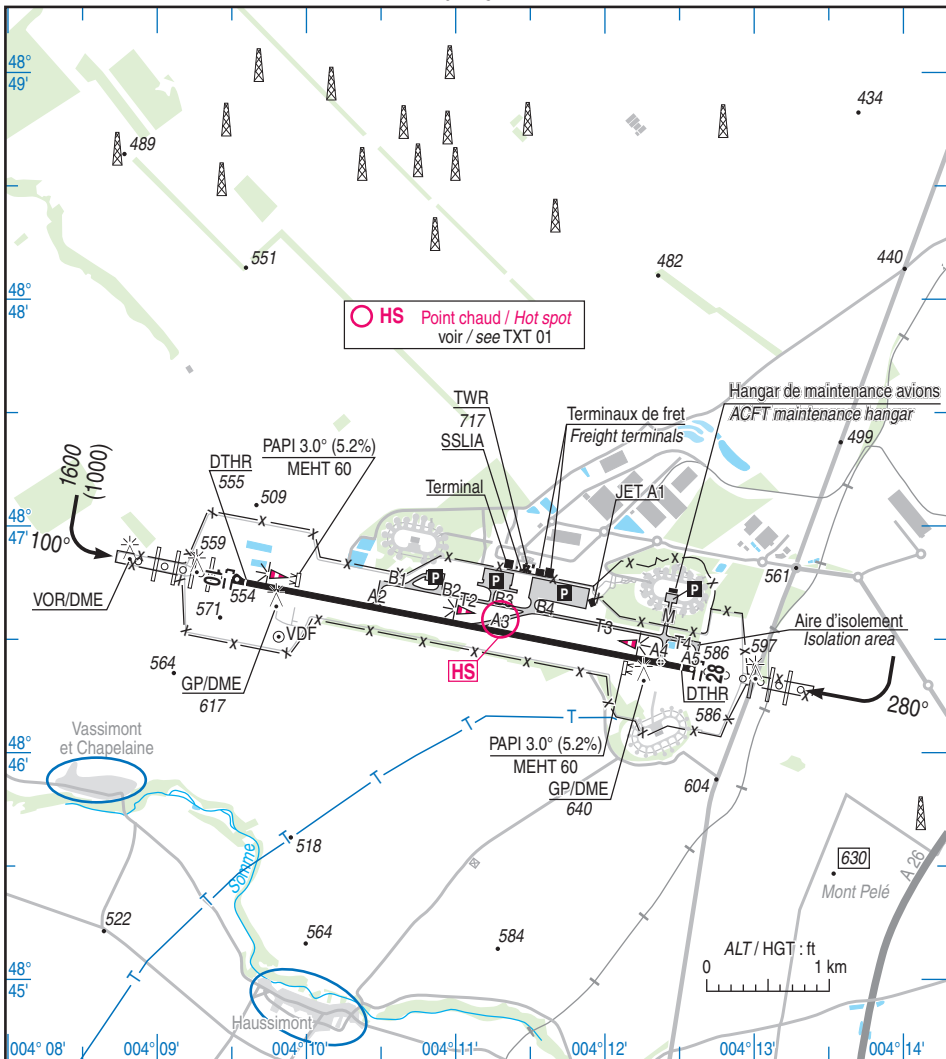 48°
49'
434
489
551
482
440
48°
48'
HS Point chaud / Hot spot
voir / see TXT 01
TWR
717
SSLIA
Terminaux de fret
Freight terminals
Hangar de maintenance avions
ACFT maintenance hangar
499
1600
(1000)
PAPI 3.0° (5.2%)
MEHT 60
DTHR
555
509
Terminal
JET A1
48°
47'
100°
559
561
VOR/DME
10
554
571
B1
P
B2
P
B3
P
B4
P
M
A2
T2
A3
T3
T4
586
597
A4
A5
28
Aire d'isolement
Isolation area
VDF
564
HS
DTHR
586
280°
GP/DME
617
PAPI 3.0° (5.2%)
MEHT 60
GP/DME
640
604
Vassimont
et Chapelaine
48°
46'
T
T
T
T
T
T
518
Somme
630
Mont Pelé
A 26
522
564
584
ALT / HGT : ft
0 1 km
48°
45'
Haussimont
004° 08' 004° 09' 004° 10' 004° 11' 004° 12' 004° 13' 004° 14'